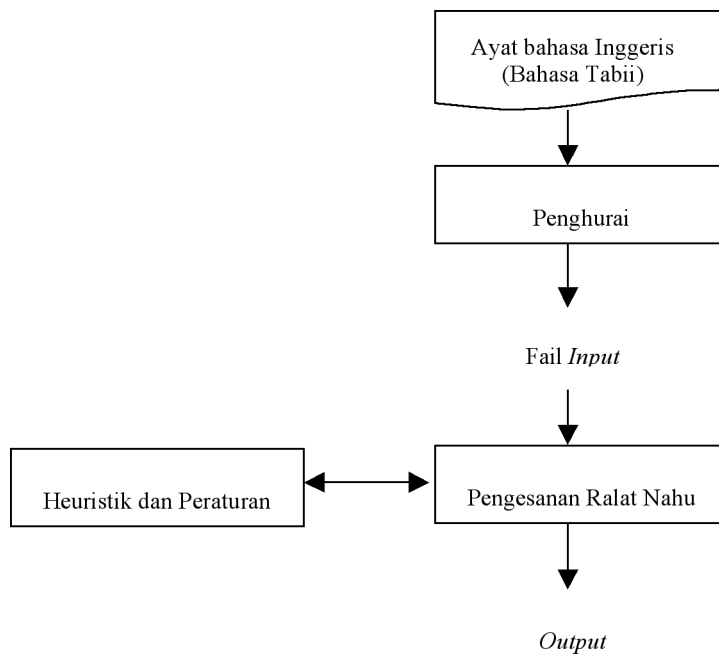 Ayat bahasa Inggeris
(Bahasa Tabii)
Penghurai
Fail Input
Heuristik dan Peraturan
Pengesanan Ralat Nahu
Output